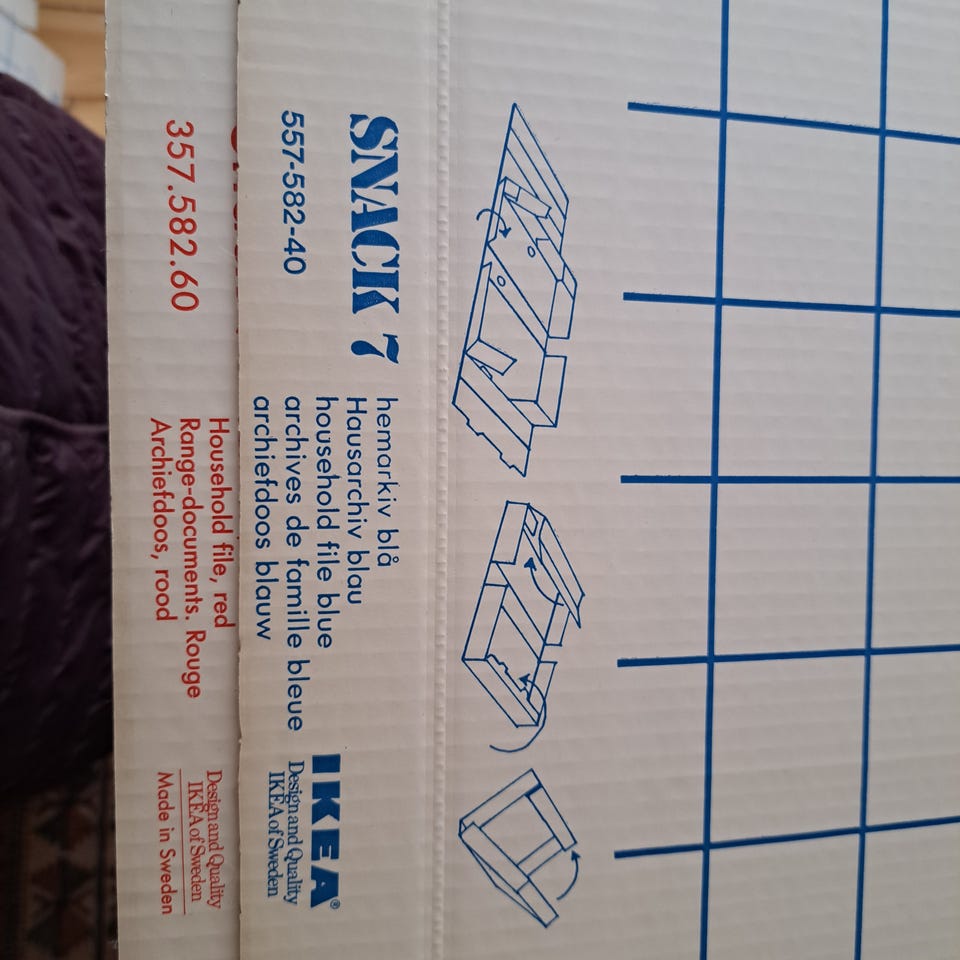 SNACK 7
557-582-40
hemarkiv blå
Hausarchiv blau
household file blue
archives de famille bleue
archiefdoos blauw
IKEA®
Design and Quality
IKEA of Sweden
357.582.60
Household file, red
Range-documents. Rouge
Archiefdoos, rood
Design and Quality
IKEA of Sweden
Made in Sweden